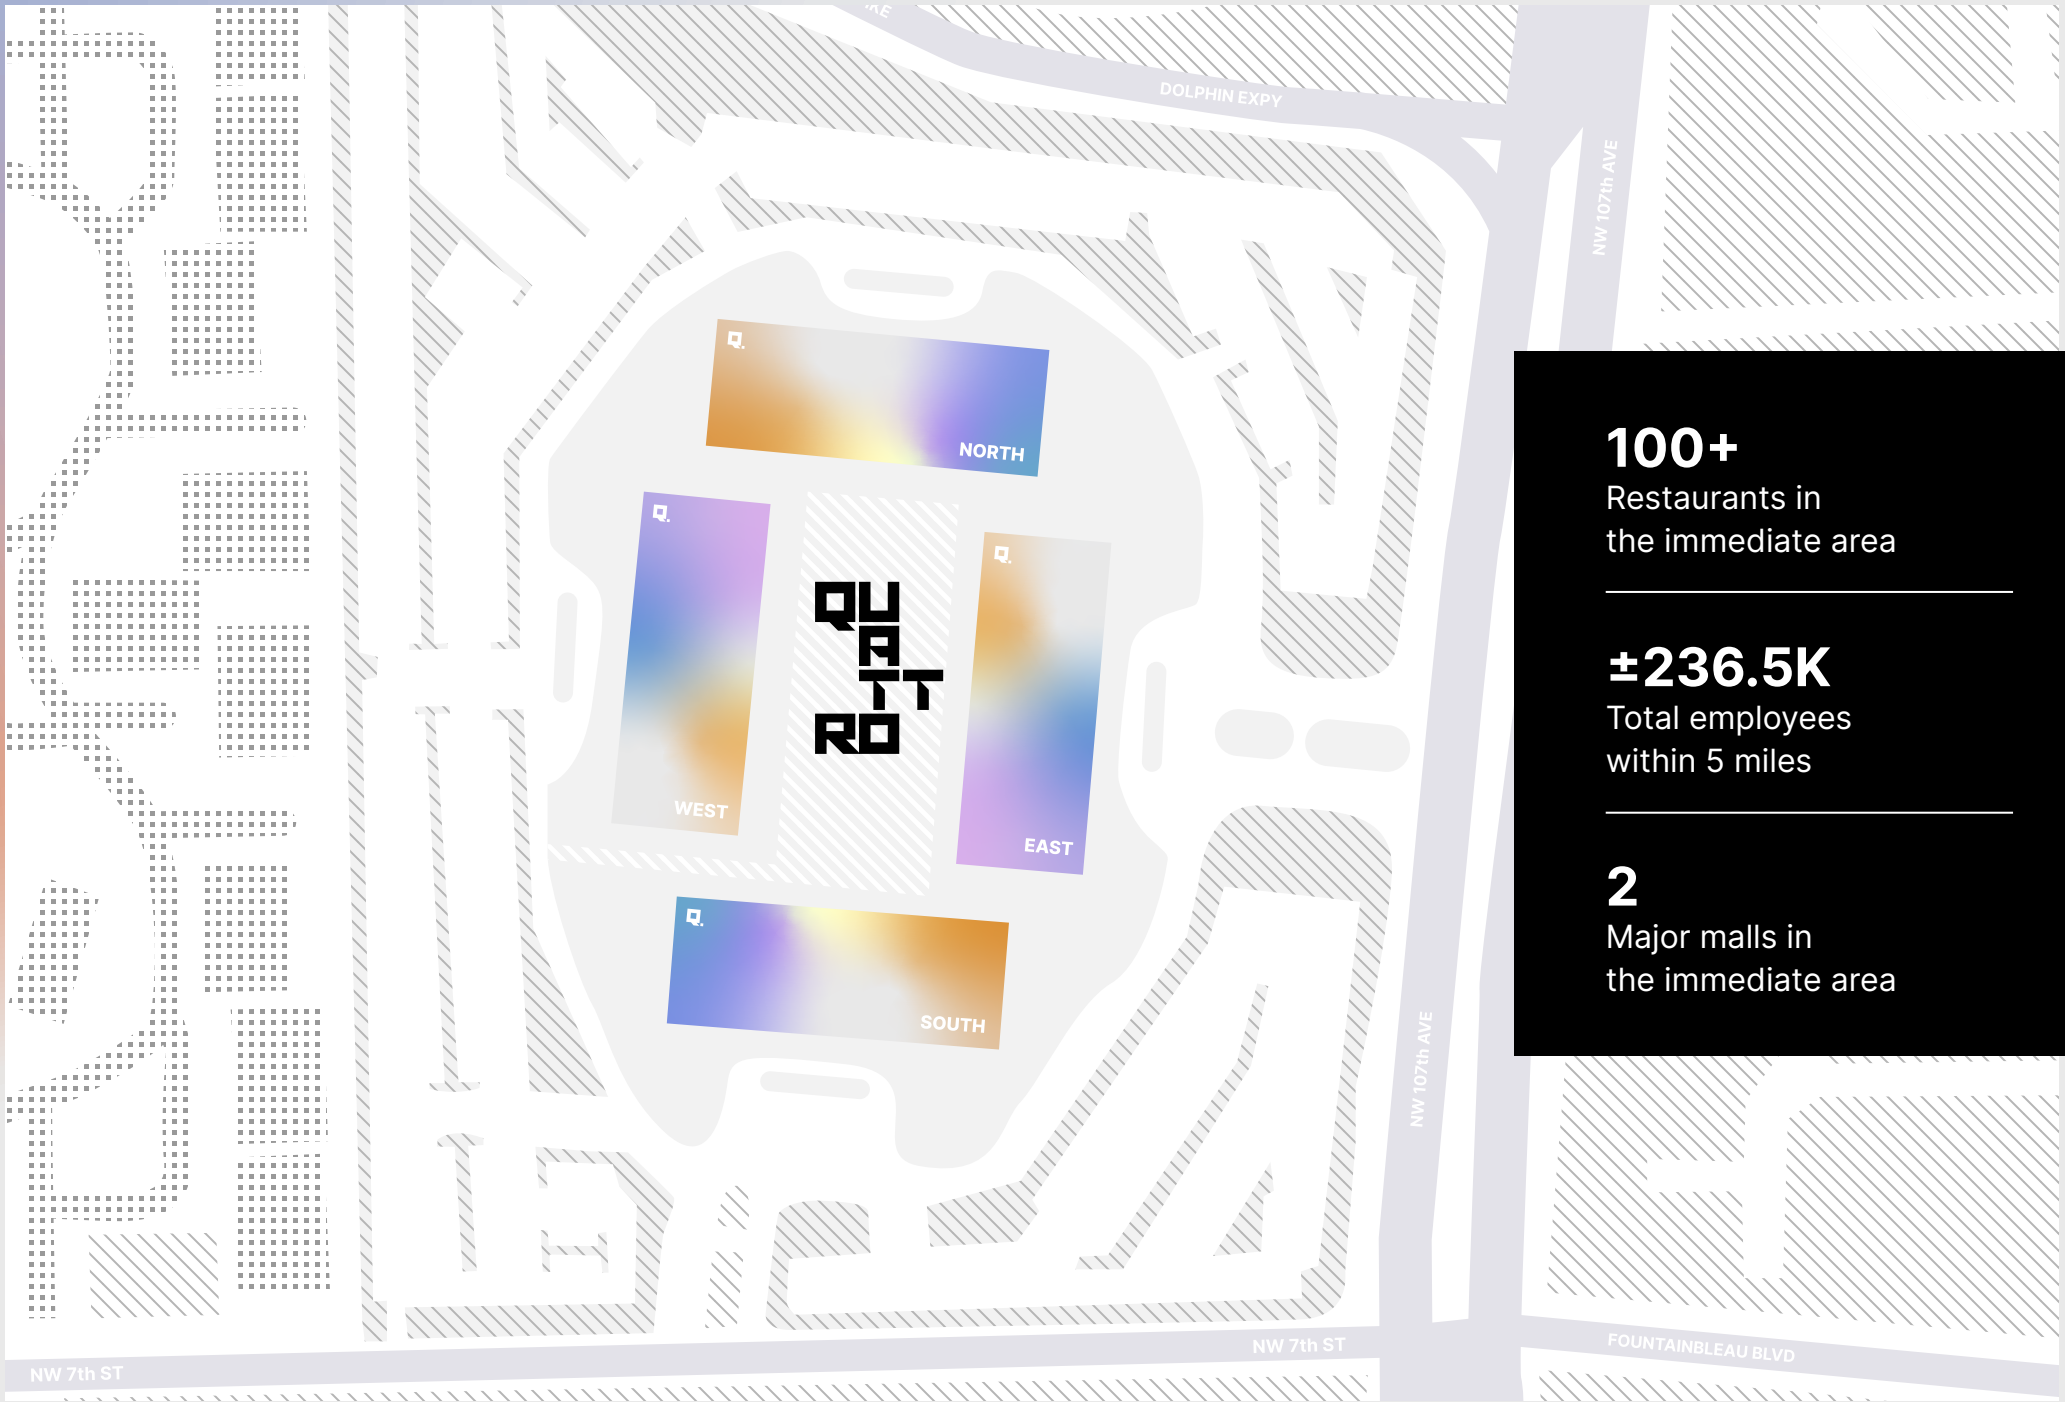 DOLPHIN EXPY
NW 107th AVE
Q.
NORTH
Q.
WEST
QU
A
TT
RO
Q.
EAST
Q.
SOUTH
100+
Restaurants in
the immediate area
±236.5K
Total employees
within 5 miles
2
Major malls in
the immediate area
NW 107th AVE
NW 7th ST
NW 7th ST
FOUNTAINBLEAU BLVD